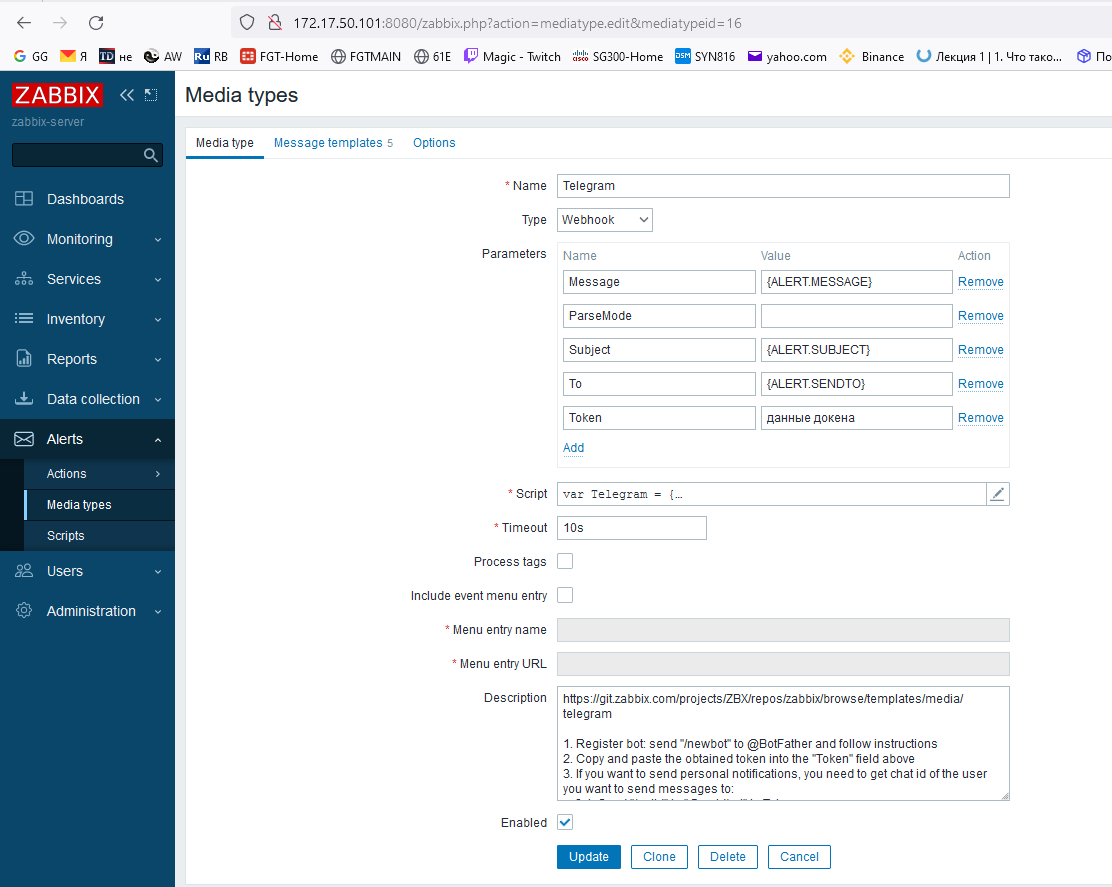 172.17.50.101:8080/zabbix.php?action=mediatype.edit&mediatypeid=16
GG Я TD не AW Ru RB FGT-Home FGTMAIN 61E Magic - Twitch SG300-Home DSM SYN816 yahoo.com Binance Лекция 1 | 1. Что тако... По
ZABBIX
zabbix-server
Dashboards
Monitoring
Services
Inventory
Reports
Data collection
Alerts
Actions
Media types
Scripts
Users
Administration
Media types
Media type Message templates 5 Options
* Name Telegram
Type Webhook
Parameters Name Value Action
Message {ALERT.MESSAGE} Remove
ParseMode Remove
Subject {ALERT.SUBJECT} Remove
To {ALERT.SENDTO} Remove
Token данные докена Remove
Add
* Script var Telegram = {…
* Timeout 10s
Process tags
Include event menu entry
* Menu entry name
* Menu entry URL
Description https://git.zabbix.com/projects/ZBX/repos/zabbix/browse/templates/media/
telegram
1. Register bot: send "/newbot" to @BotFather and follow instructions
2. Copy and paste the obtained token into the "Token" field above
3. If you want to send personal notifications, you need to get chat id of the user
you want to send messages to:
Enabled
Update Clone Delete Cancel